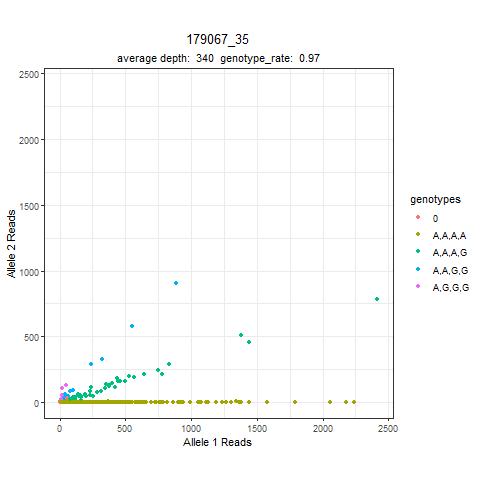 179067_35
average depth:  340  genotype_rate:  0.97
2500
2000
1500
1000
500
0
Allele 2 Reads
0
500
1000
1500
2000
2500
Allele 1 Reads
genotypes
0
A,A,A,A
A,A,A,G
A,A,G,G
A,G,G,G